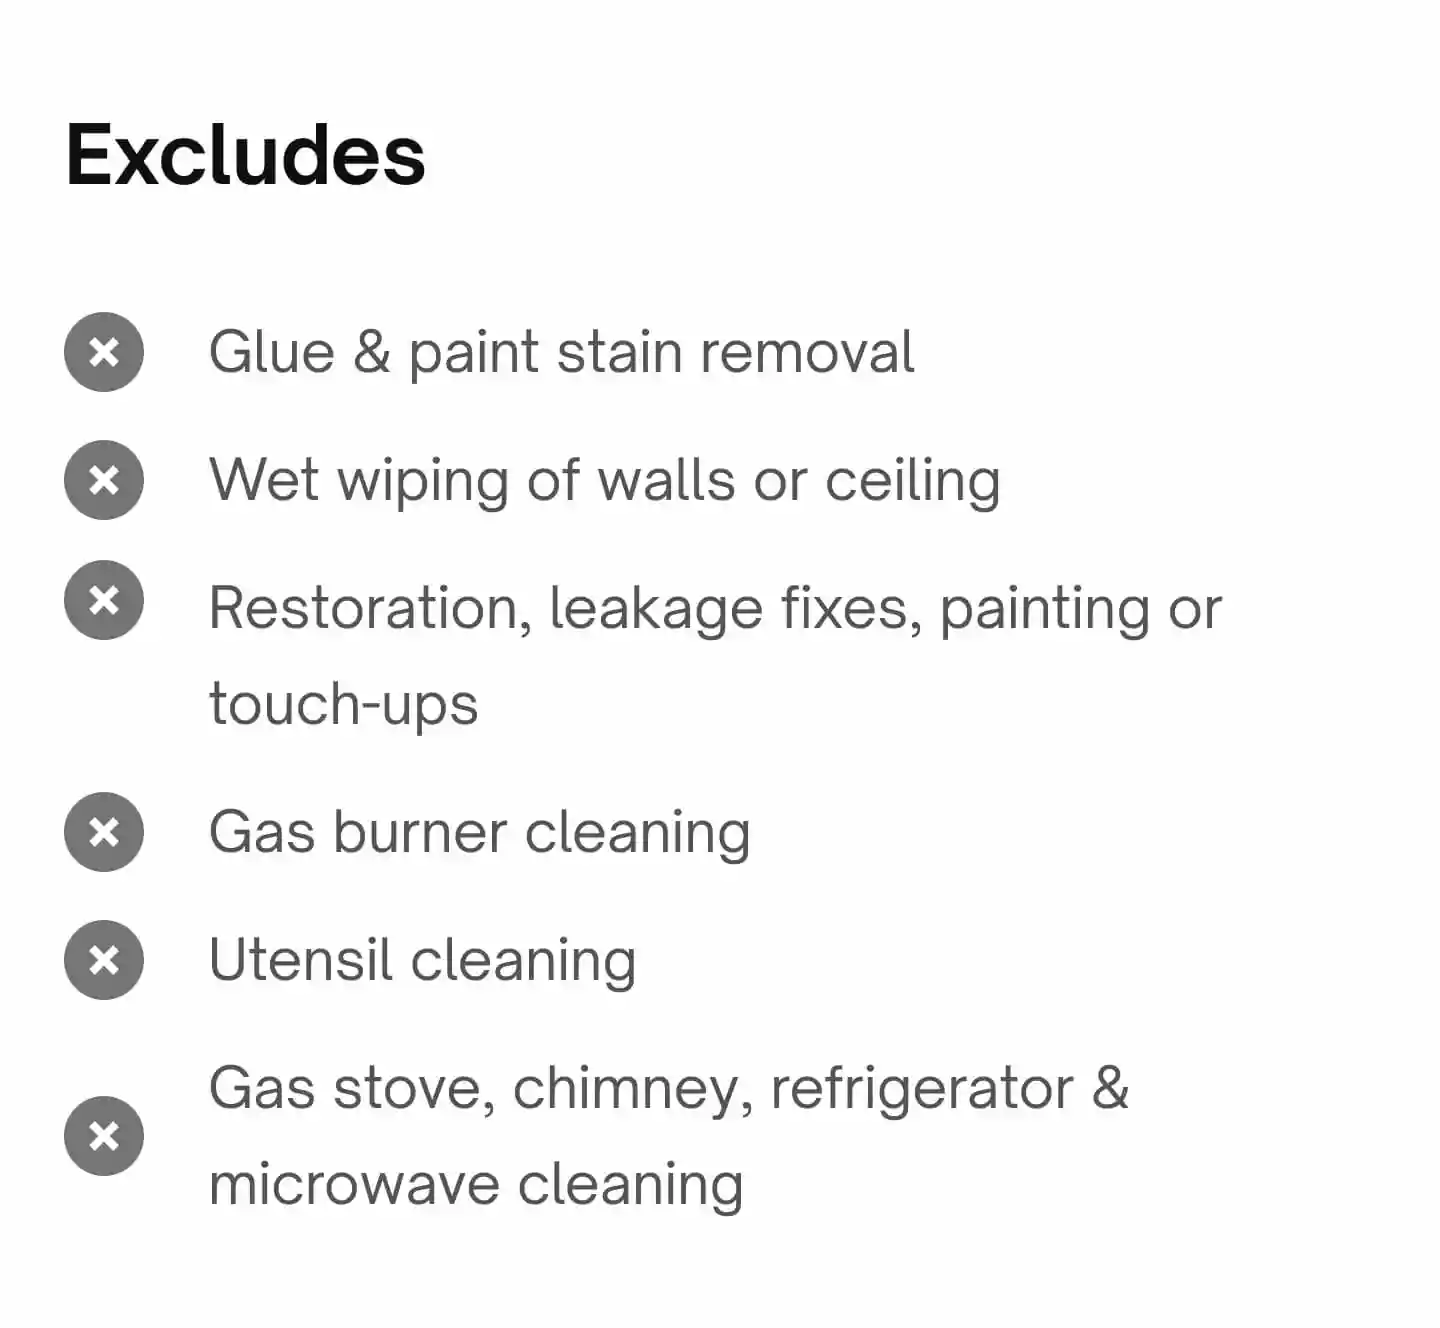 Excludes
Glue & paint stain removal
Wet wiping of walls or ceiling
Restoration, leakage fixes, painting or
touch-ups
Gas burner cleaning
Utensil cleaning
Gas stove, chimney, refrigerator &
microwave cleaning